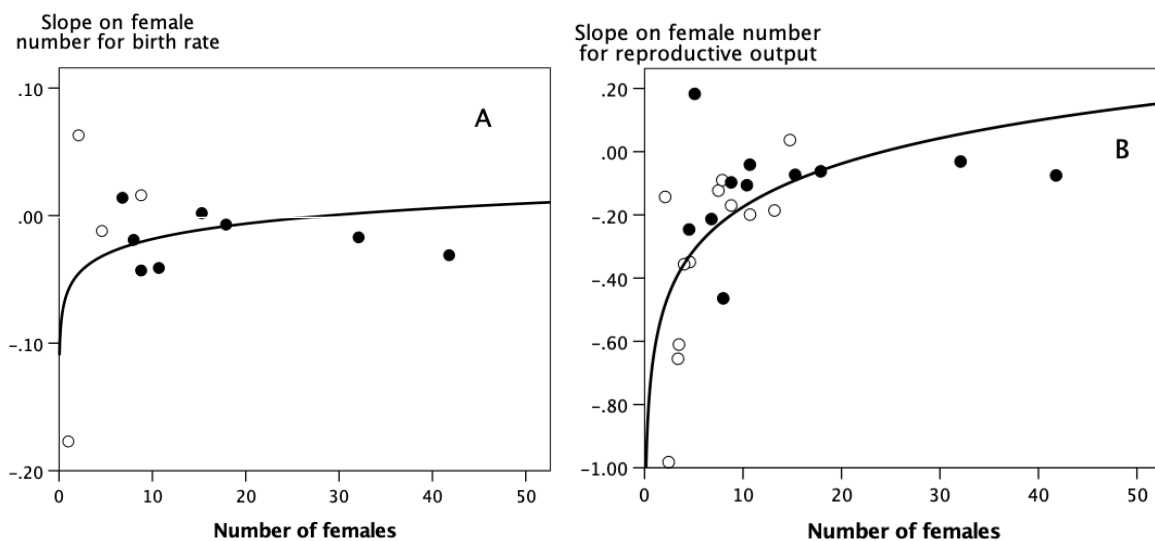 Slope on female
number for birth rate
.10
.00
-.10
-.20
0 10 20 30 40 50
Number of females
A
Slope on female number
for reproductive output
.20
.00
-.20
-.40
-.60
-.80
-1.00
0 10 20 30 40 50
Number of females
B